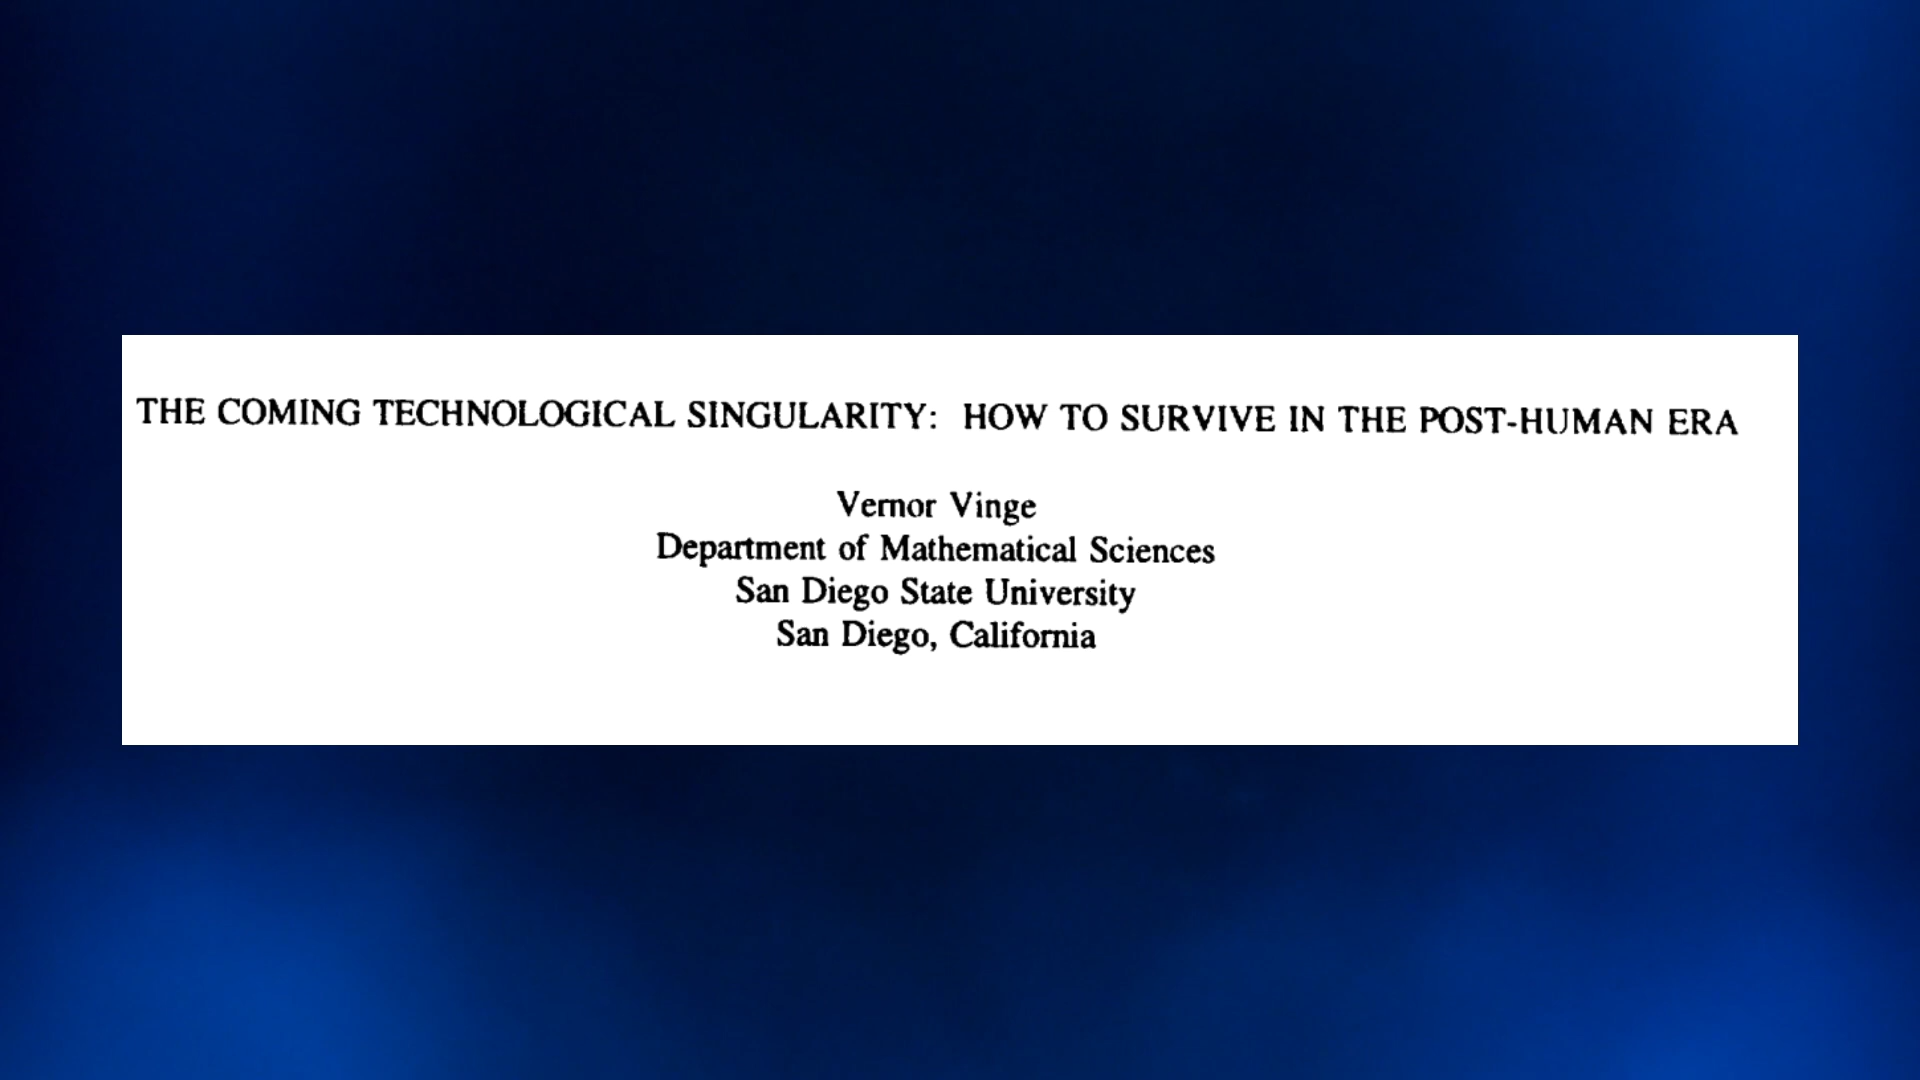 THE COMING TECHNOLOGICAL SINGULARITY: HOW TO SURVIVE IN THE POST-HUMAN ERA
Vernor Vinge
Department of Mathematical Sciences
San Diego State University
San Diego, California